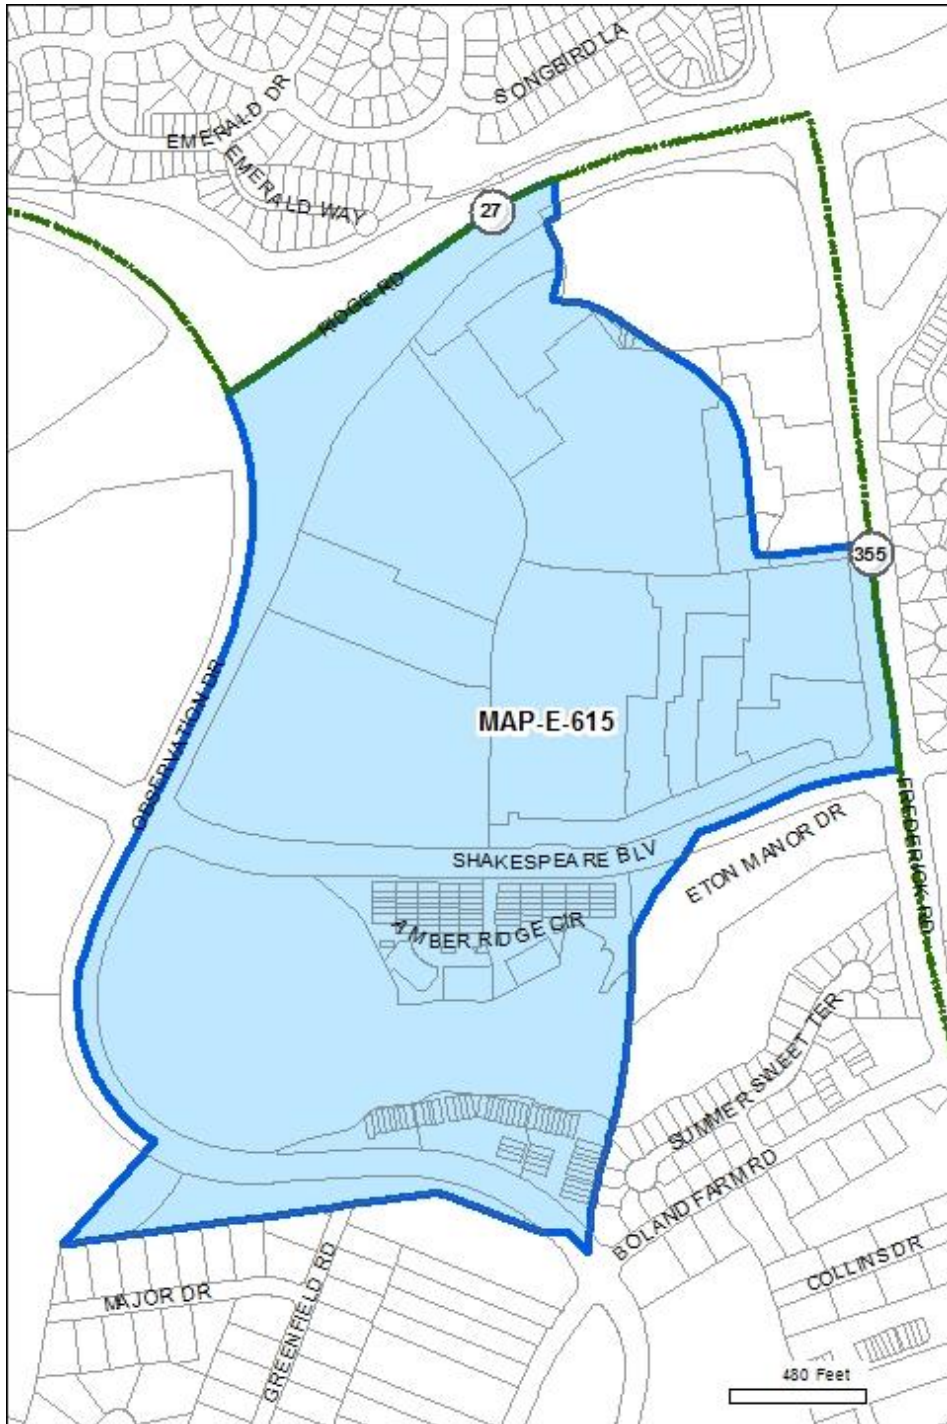 SONGBIRD LA
EMERALD DR
EMERALD WAY
27
RIDGE RD
355
OBSERVATION DR
MAP-E-615
FREDERICK RD
SHAKESPEARE BLV
ETON MANOR DR
AMBER RIDGE CIR
SUMMER SWEET TER
BOLAND FARM RD
COLLINS DR
MAJOR DR
GREENFIELD RD
480 Feet